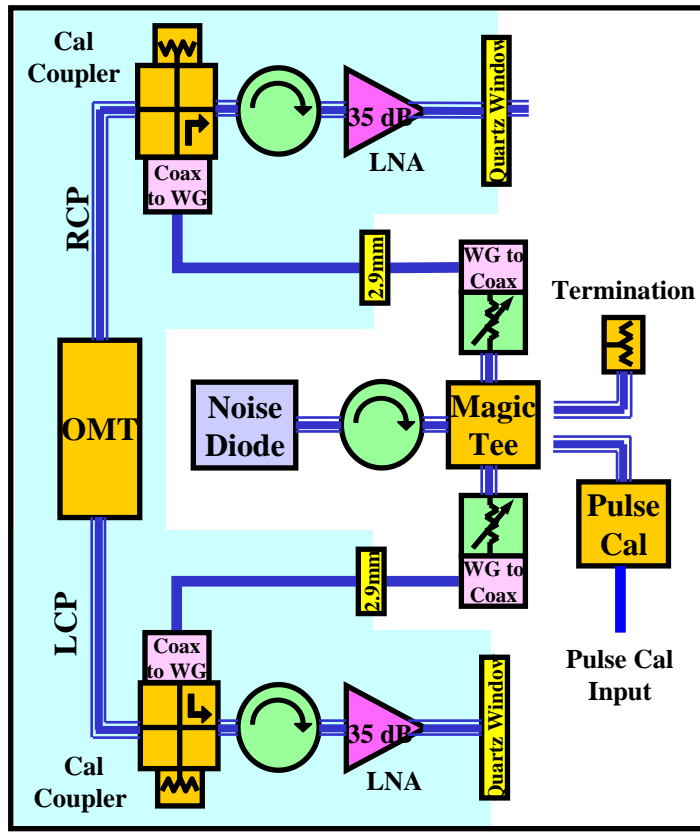 Cal
Coupler
35 dB
LNA
Quartz Window
Coax
to WG
RCP
2.9mm
WG to
Coax
Termination
OMT
Noise
Diode
Magic
Tee
Pulse
Cal
WG to
Coax
2.9mm
LCP
Coax
to WG
Pulse Cal
Input
35 dB
LNA
Quartz Window
Cal
Coupler